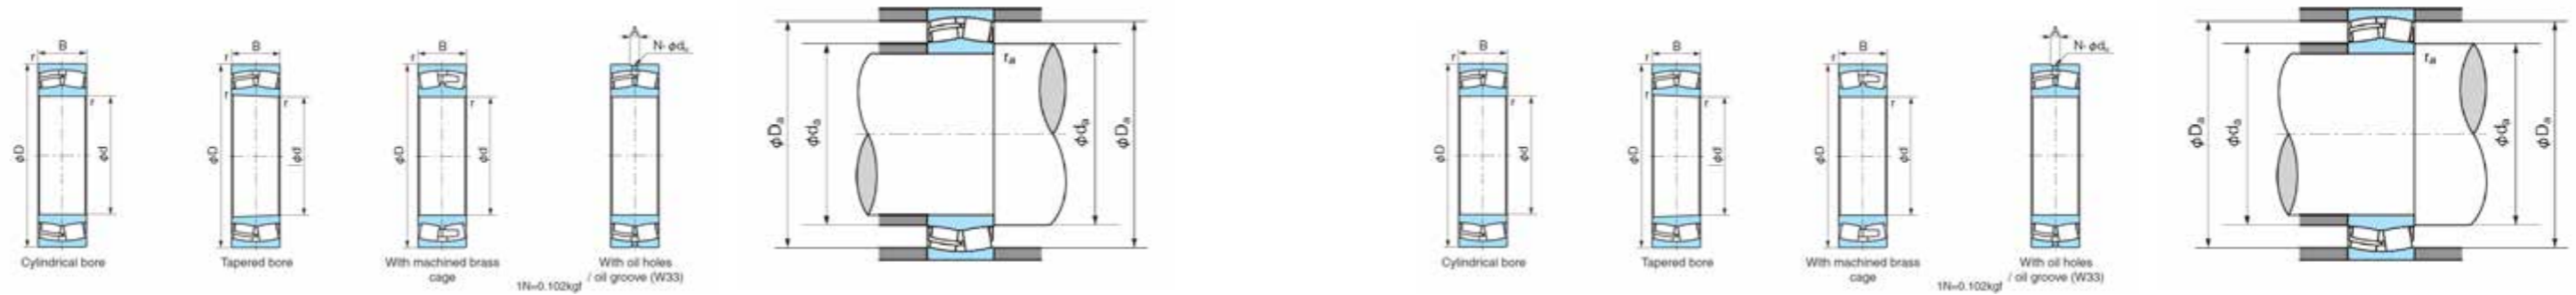 B
r
r
φD
φd
Cylindrical bore
B
r
r
r
φD
φd
Tapered bore
B
r
r
φD
φd
With machined brass
cage
A
N- φd₀
With oil holes
/ oil groove (W33)
1N=0.102kgf
rₐ
φDₐ
φdₐ
φdₐ
φDₐ
B
r
r
φD
φd
Cylindrical bore
B
r
r
r
φD
φd
Tapered bore
B
r
r
φD
φd
With machined brass
cage
A
N- φd₀
With oil holes
/ oil groove (W33)
1N=0.102kgf
rₐ
φDₐ
φdₐ
φdₐ
φDₐ